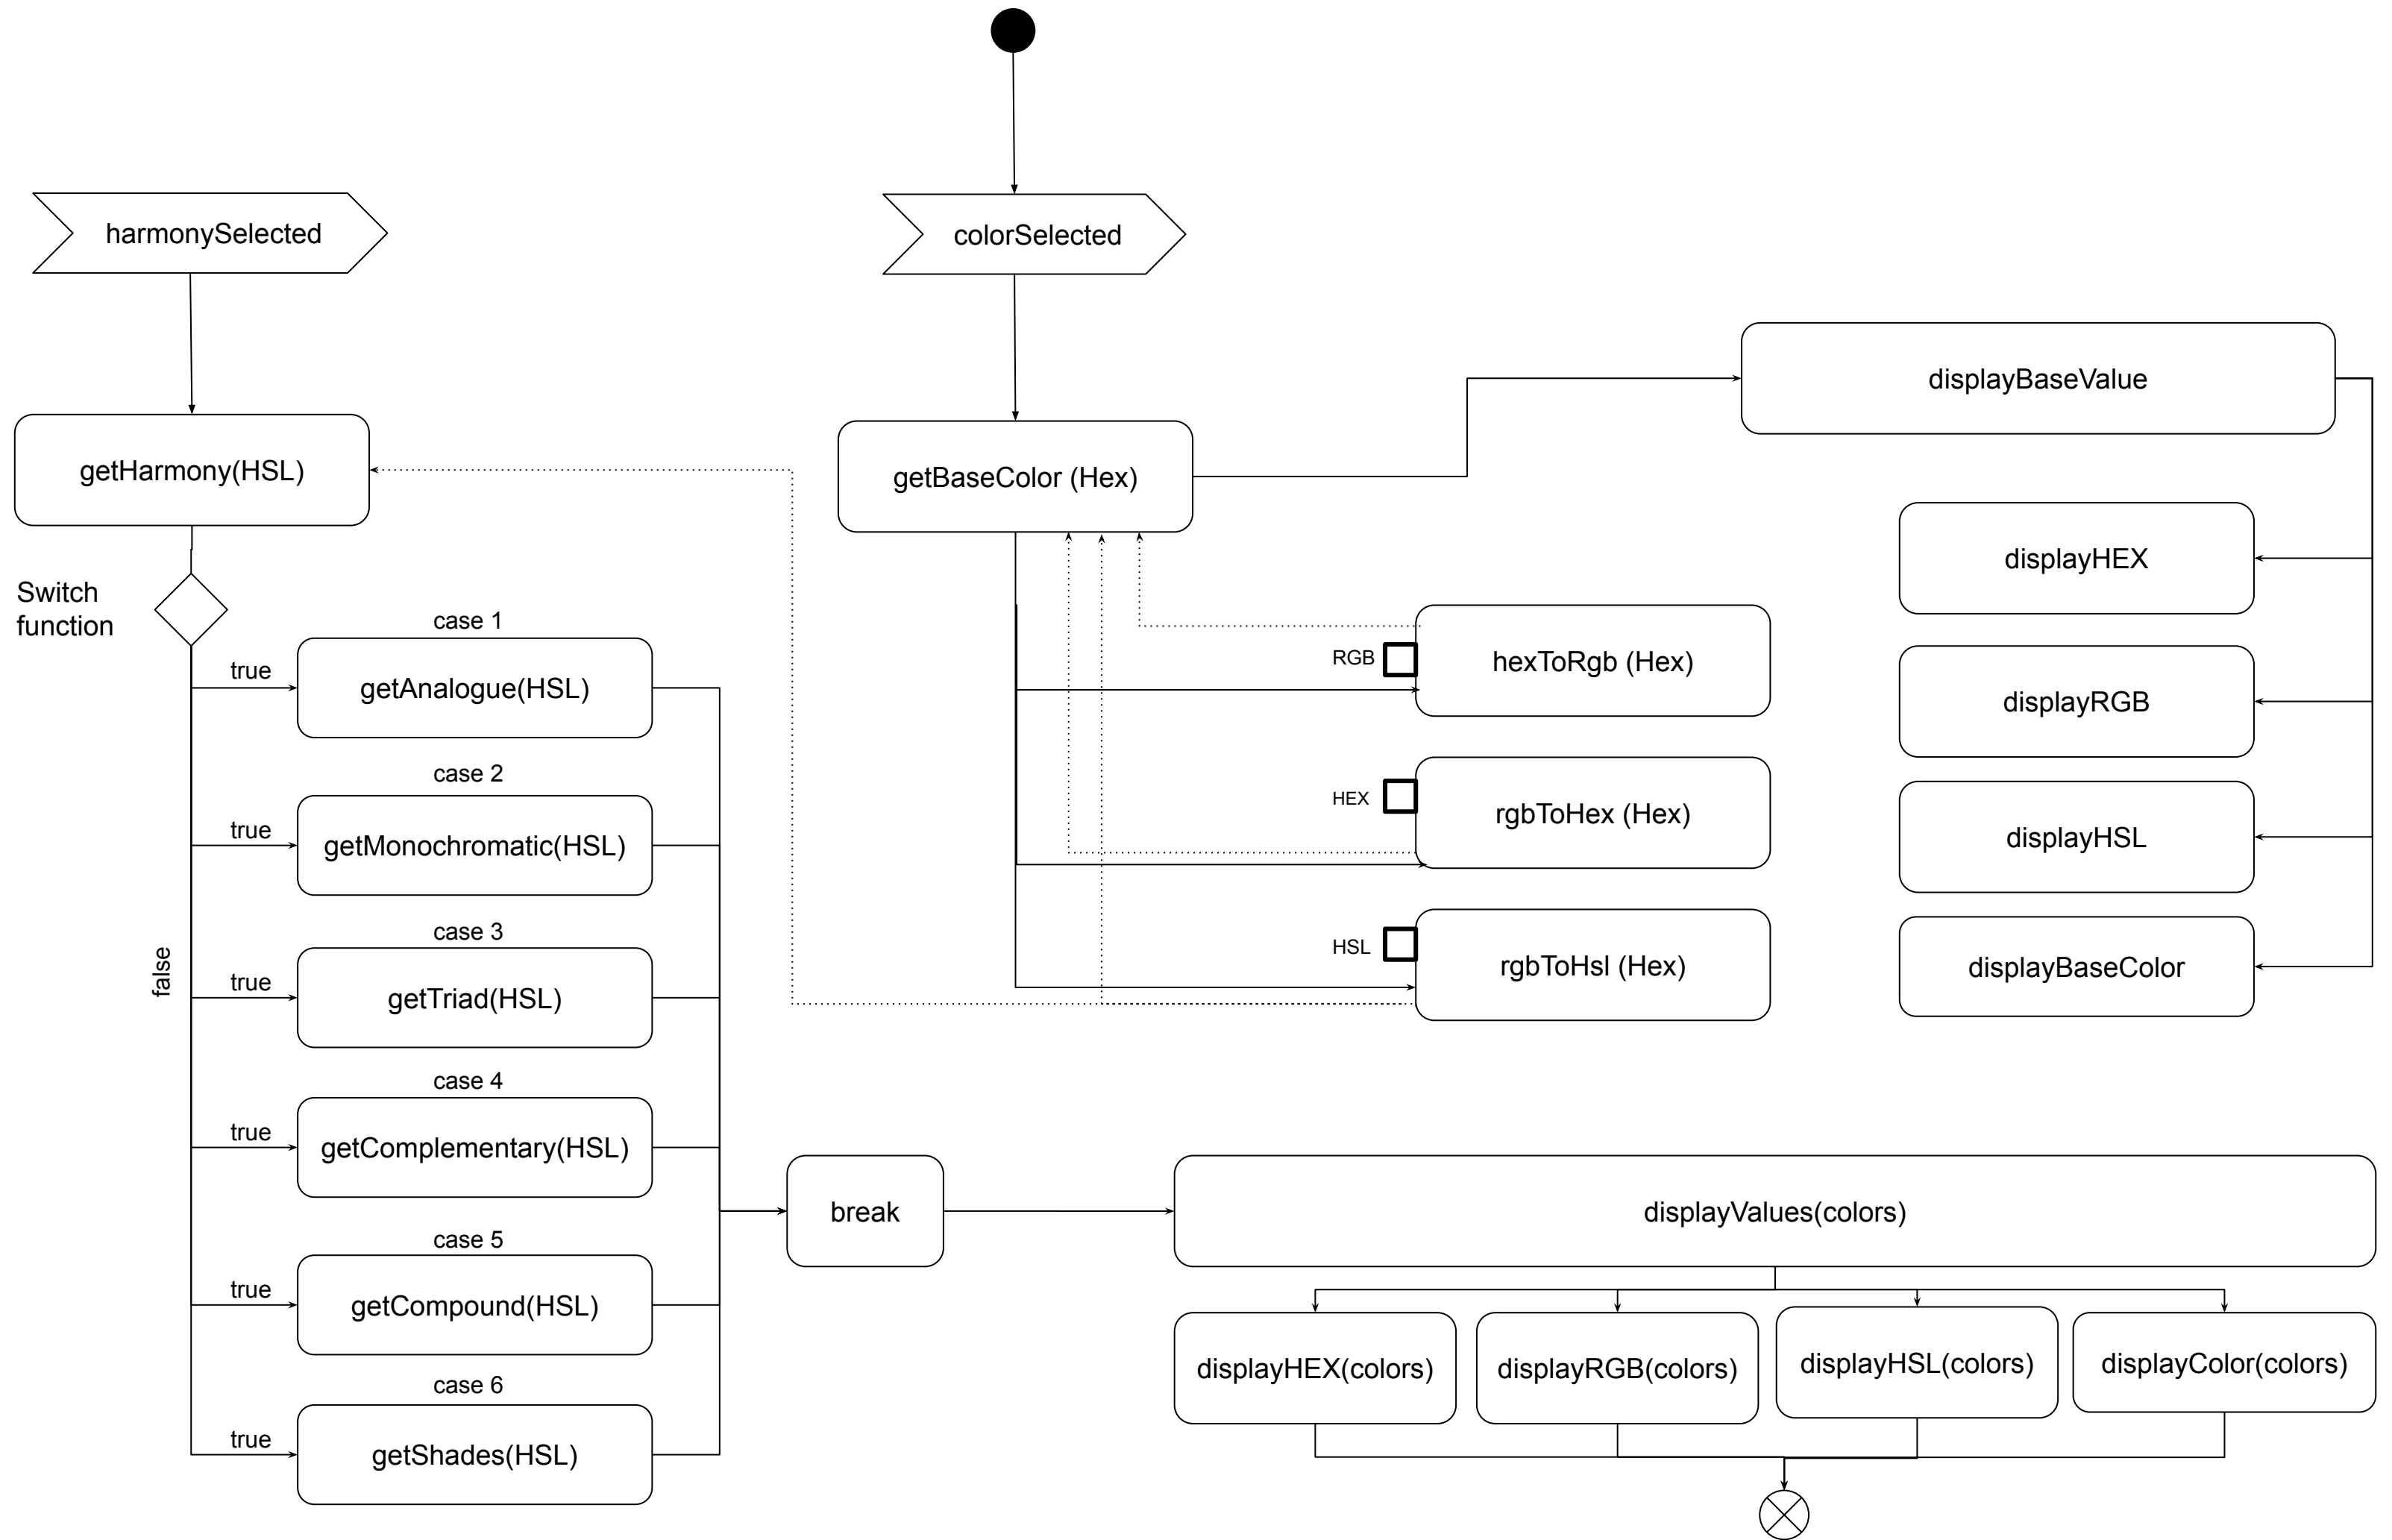 harmonySelected
colorSelected
displayBaseValue
getHarmony(HSL)
getBaseColor (Hex)
displayHEX
Switch
function
case 1
true
getAnalogue(HSL)
RGB
hexToRgb (Hex)
displayRGB
case 2
true
getMonochromatic(HSL)
HEX
rgbToHex (Hex)
displayHSL
false
case 3
true
getTriad(HSL)
HSL
rgbToHsl (Hex)
displayBaseColor
case 4
true
getComplementary(HSL)
break
displayValues(colors)
case 5
true
getCompound(HSL)
displayHEX(colors)
displayRGB(colors)
displayHSL(colors)
displayColor(colors)
case 6
true
getShades(HSL)